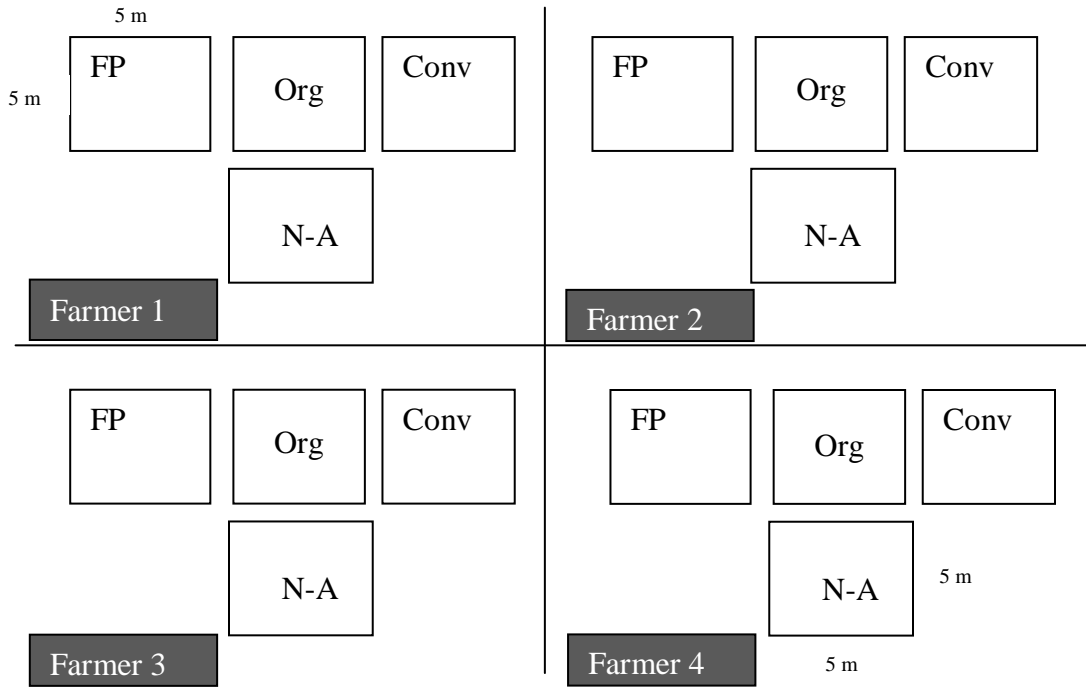 5 m
5 m
FP
Org
Conv
N-A
Farmer 1
FP
Org
Conv
N-A
Farmer 2
FP
Org
Conv
N-A
Farmer 3
FP
Org
Conv
N-A
5 m
Farmer 4
5 m